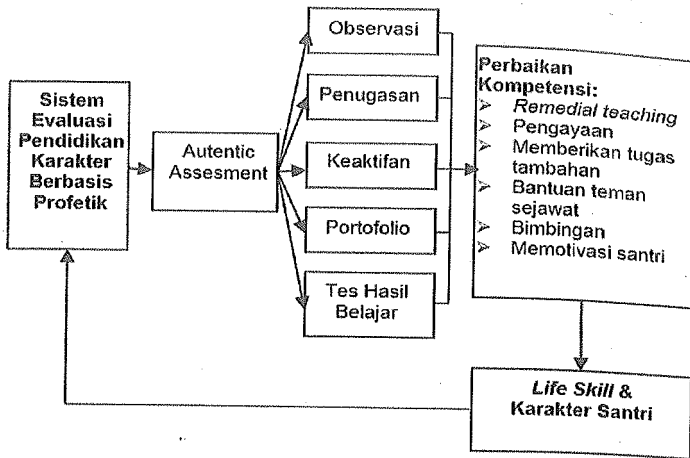 Sistem
Evaluasi
Pendidikan
Karakter
Berbasis
Profetik
Autentic
Assesment
Observasi
Penugasan
Keaktifan
Portofolio
Tes Hasil
Belajar
Perbaikan
Kompetensi:
➢ Remedial teaching
➢ Pengayaan
➢ Memberikan tugas
tambahan
➢ Bantuan teman
sejawat
➢ Bimbingan
➢ Memotivasi santri
Life Skill &
Karakter Santri